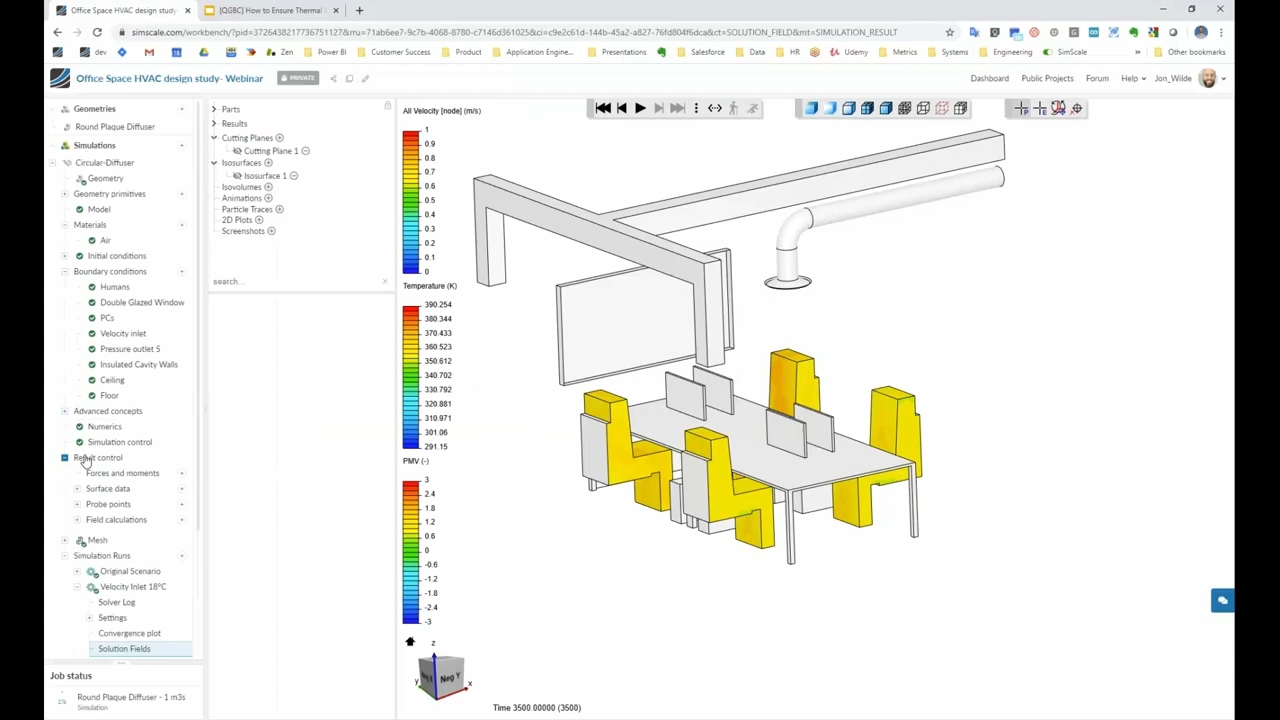 Office Space HVAC design study
[QGBC] How to Ensure Thermal
simscale.com/workbench/?pid=3726438217736751127&rru=71ab6ee7-9c7b-4068-8760-83cc34a91391&ci=c9e2c61d-144b-45a2-a827-76fd804f6dca&mt=SIMULATION_RESULT&ct=SOLUTION_FIELD
dev
Zen
Power BI
Customer Success
Product
Application Engine...
Presentations
Salesforce
Data
HR
Udemy
Metrics
Systems
Engineering
SimScale
Other bookmarks
Office Space HVAC design study- Webinar
PRIVATE
Dashboard
Public Projects
Forum
Help
Jon_Wilde
Geometries
Round Plaque Diffuser
Simulations
Circular-Diffuser
Geometry
Geometry primitives
Model
Materials
Air
Initial conditions
Boundary conditions
Humans
Double Glazed Window
PCs
Velocity inlet
Pressure outlet 5
Insulated Cavity Walls
Ceiling
Floor
Advanced concepts
Numerics
Simulation control
Result control
Forces and moments
Surface data
Probe points
Field calculations
Mesh
Simulation Runs
Original Scenario
Velocity Inlet 18°C
Solver Log
Settings
Convergence plot
Solution Fields
Job status
Round Plaque Diffuser - 1 m3s
Simulation
Parts
Results
Cutting Planes
Cutting Plane 1
Isosurfaces
Isosurface 1
Isovolumes
Animations
Particle Traces
2D Plots
Screenshots
search...
All Velocity [node] (m/s)
1
0.9
0.8
0.7
0.6
0.5
0.4
0.3
0.2
0.1
0
Temperature (K)
390.254
380.344
370.433
360.523
350.612
340.702
330.792
320.881
310.971
301.06
291.15
PMV (-)
3
2.4
1.8
1.2
0.6
0
-0.6
-1.2
-1.8
-2.4
-3
z
Neg Y
y
x
Time 3500.00000 (3500)